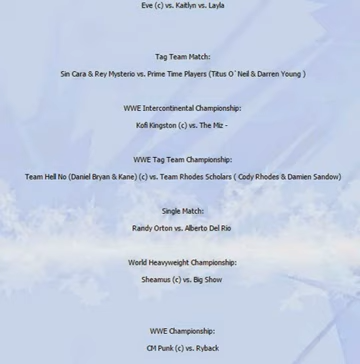 Eve (c) vs. Kaitlyn vs. Layla
Tag Team Match:
Sin Cara & Rey Mysterio vs. Prime Time Players (Titus O´Neil & Darren Young )
WWE Intercontinental Championship:
Kofi Kingston (c) vs. The Miz -
WWE Tag Team Championship:
Team Hell No (Daniel Bryan & Kane) (c) vs. Team Rhodes Scholars ( Cody Rhodes & Damien Sandow)
Single Match:
Randy Orton vs. Alberto Del Rio
World Heavyweight Championship:
Sheamus (c) vs. Big Show
WWE Championship:
CM Punk (c) vs. Ryback